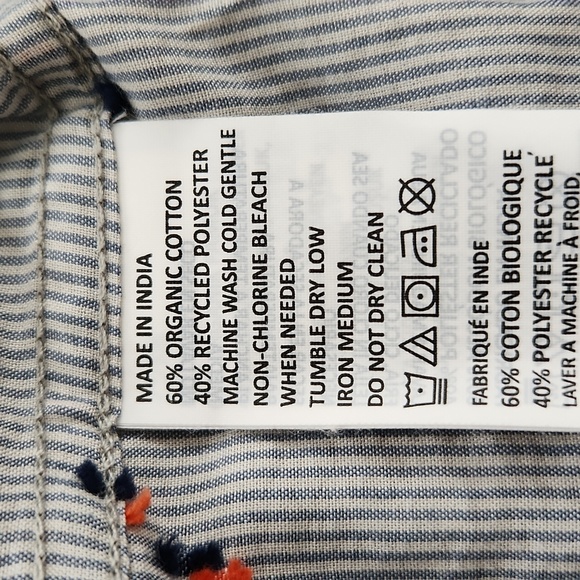 MADE IN INDIA
60% ORGANIC COTTON
40% RECYCLED POLYESTER
MACHINE WASH COLD GENTLE
NON-CHLORINE BLEACH
WHEN NEEDED
TUMBLE DRY LOW
IRON MEDIUM
DO NOT DRY CLEAN
FABRIQUÉ EN INDE
60% COTON BIOLOGIQUE
40% POLYESTER RECYCLÉ
LAVER A MACHINE À FROID,